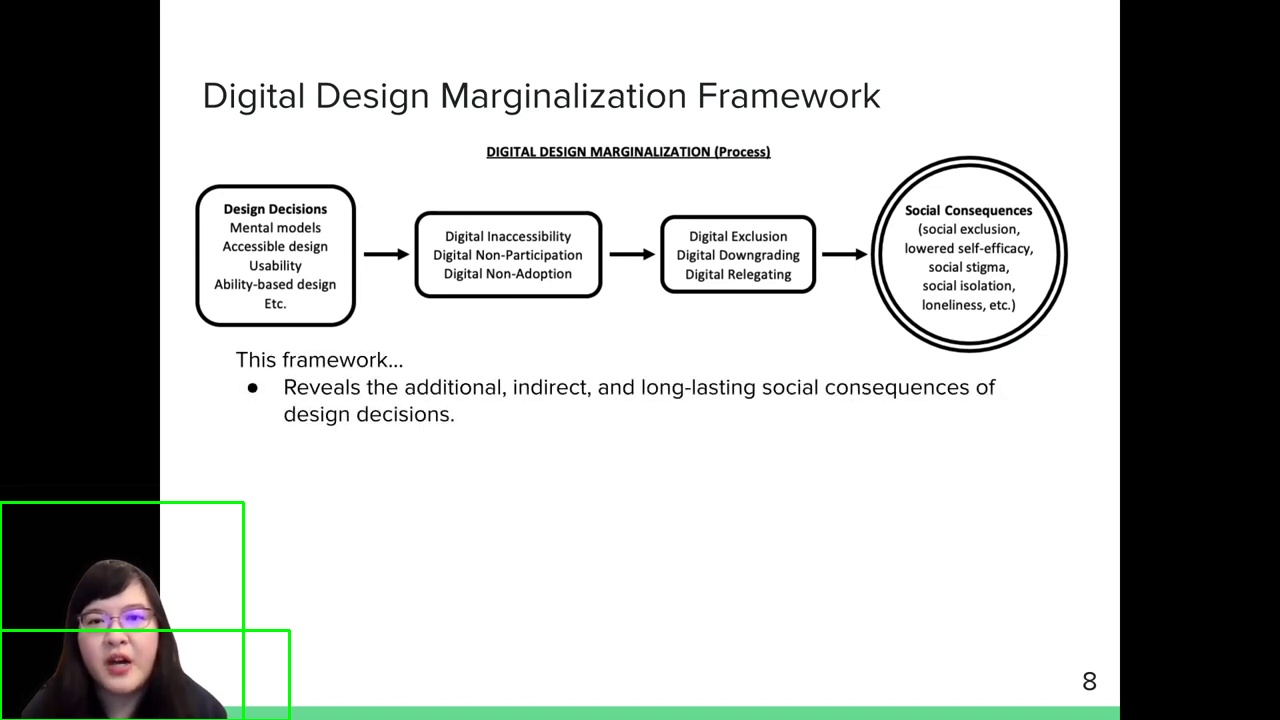 Digital Design Marginalization Framework
DIGITAL DESIGN MARGINALIZATION (Process)
Design Decisions
Mental models
Accessible design
Usability
Ability-based design
Etc.
Digital Inaccessibility
Digital Non-Participation
Digital Non-Adoption
Digital Exclusion
Digital Downgrading
Digital Relegating
Social Consequences
(social exclusion,
lowered self-efficacy,
social stigma,
social isolation,
loneliness, etc.)
This framework...
● Reveals the additional, indirect, and long-lasting social consequences of
design decisions.
8